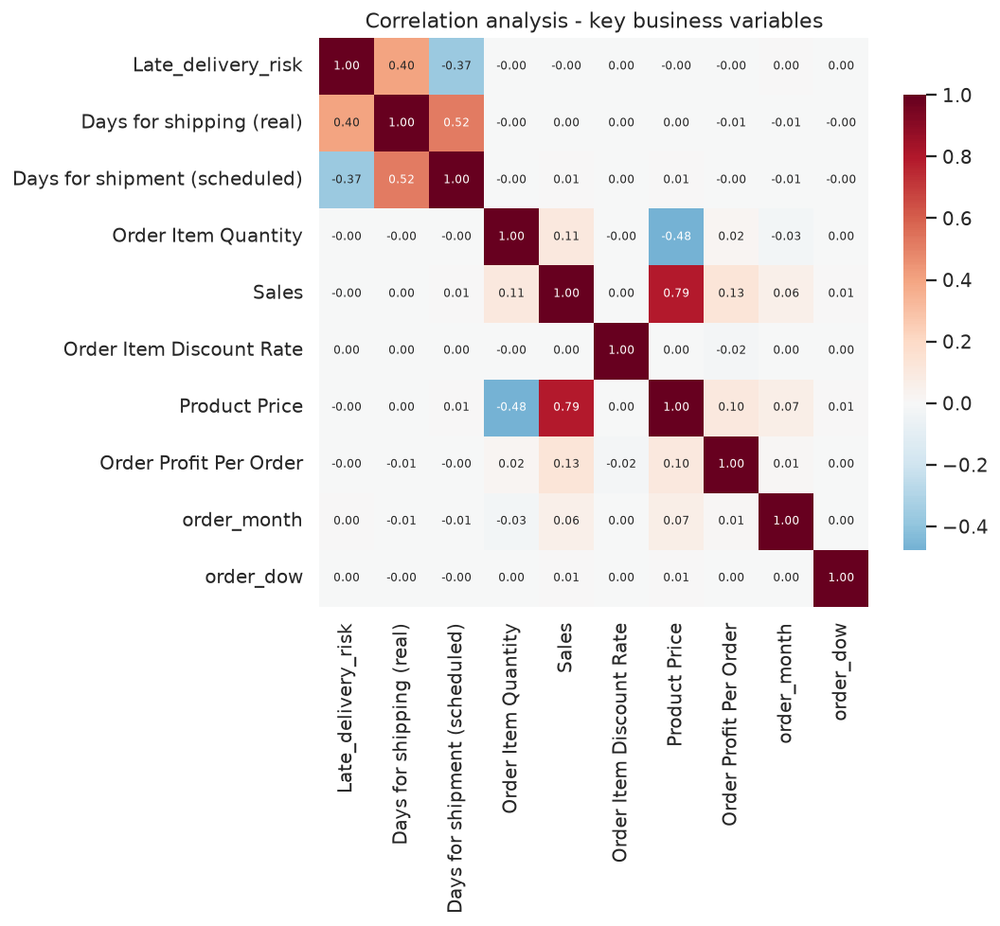 Correlation analysis - key business variables
Late_delivery_risk 1.00 0.40 -0.37 -0.00 -0.00 0.00 -0.00 -0.00 0.00 0.00
Days for shipping (real) 0.40 1.00 0.52 -0.00 0.00 0.00 0.00 -0.01 -0.01 -0.00
Days for shipment (scheduled) -0.37 0.52 1.00 -0.00 0.01 0.00 0.01 -0.00 -0.01 -0.00
Order Item Quantity -0.00 -0.00 -0.00 1.00 0.11 -0.00 -0.48 0.02 -0.03 0.00
Sales -0.00 0.00 0.01 0.11 1.00 0.00 0.79 0.13 0.06 0.01
Order Item Discount Rate 0.00 0.00 0.00 -0.00 0.00 1.00 0.00 -0.02 0.00 0.00
Product Price -0.00 0.00 0.01 -0.48 0.79 0.00 1.00 0.10 0.07 0.01
Order Profit Per Order -0.00 -0.01 -0.00 0.02 0.13 -0.02 0.10 1.00 0.01 0.00
order_month 0.00 -0.01 -0.01 -0.03 0.06 0.00 0.07 0.01 1.00 0.00
order_dow 0.00 -0.00 -0.00 0.00 0.01 0.00 0.01 0.00 0.00 1.00
Late_delivery_risk
Days for shipping (real)
Days for shipment (scheduled)
Order Item Quantity
Sales
Order Item Discount Rate
Product Price
Order Profit Per Order
order_month
order_dow
1.0
0.8
0.6
0.4
0.2
0.0
−0.2
−0.4